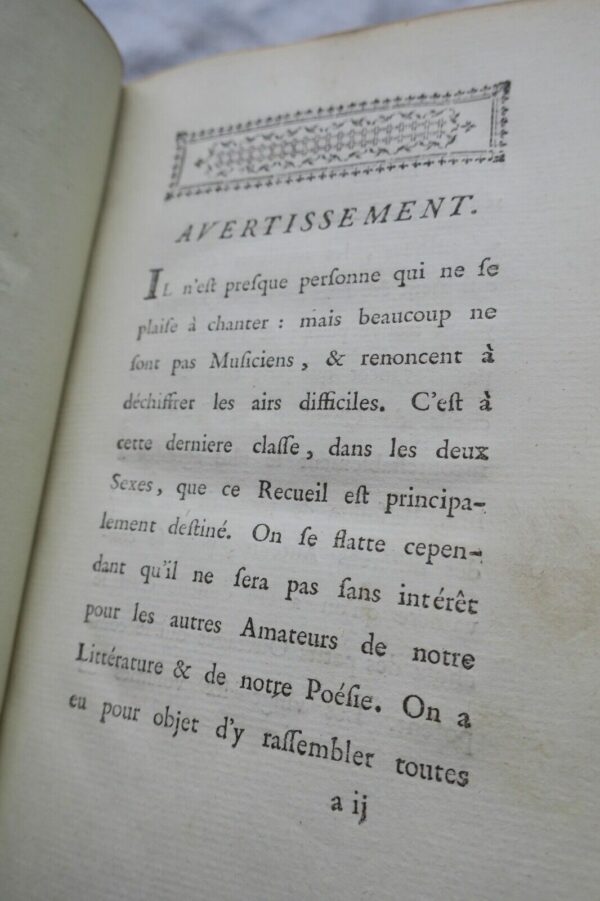 AVERTISSEMENT.
IL n'eſt preſque perſonne qui ne ſe
plaiſe à chanter : mais beaucoup ne
ſont pas Muſiciens, & renoncent à
déchiffrer les airs difficiles. C'eſt à
cette derniere claſſe, dans les deux
Sexes, que ce Recueil eſt principa-
lement deſtiné. On ſe flatte cepen-
dant qu'il ne ſera pas ſans intérêt
pour les autres Amateurs de notre
Littérature & de notre Poéſie. On a
eu pour objet d'y raſſembler toutes
a ij